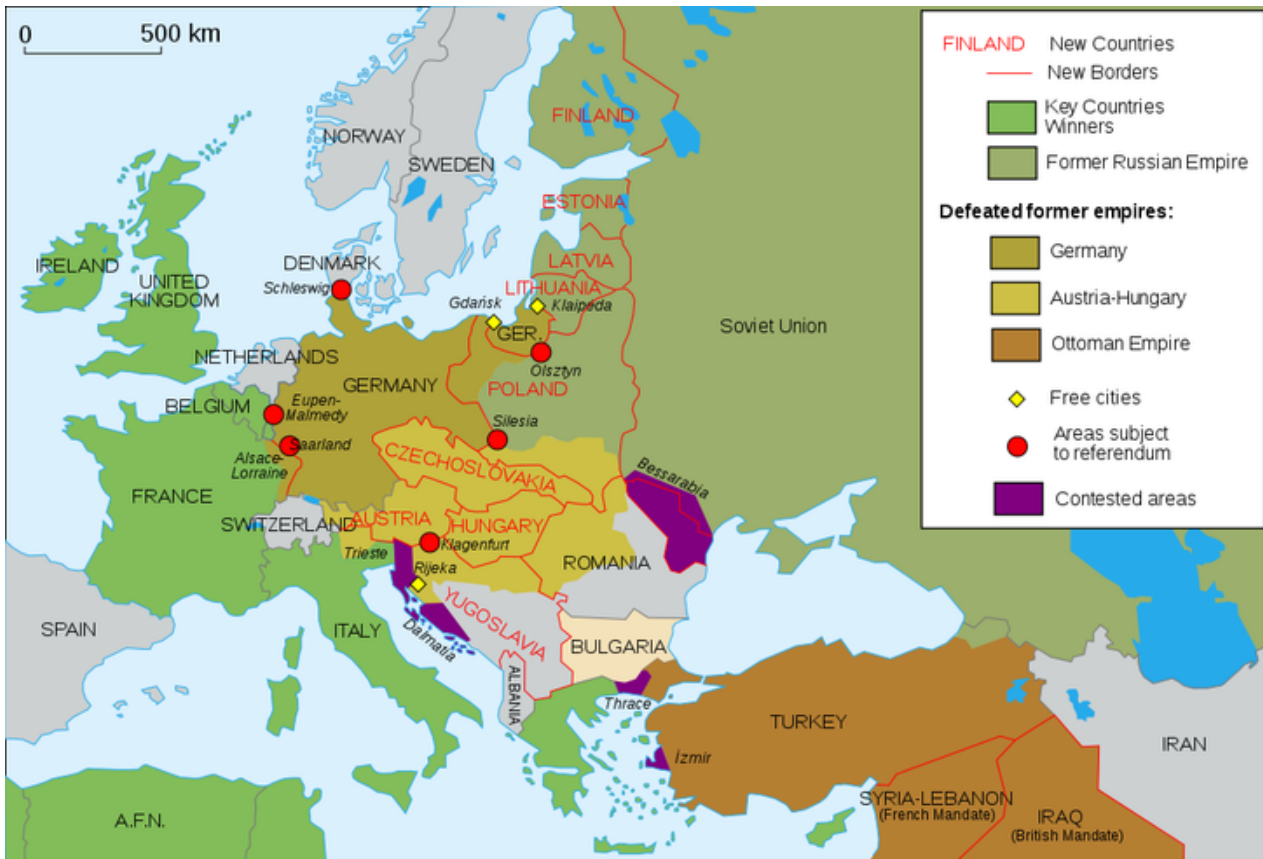 0 500 km
FINLAND New Countries
New Borders
Key Countries
Winners
Former Russian Empire
Defeated former empires:
Germany
Austria-Hungary
Ottoman Empire
Free cities
Areas subject
to referendum
Contested areas
NORWAY
SWEDEN
FINLAND
ESTONIA
LATVIA
LITHUANIA
Klaipėda
IRELAND
UNITED
KINGDOM
DENMARK
Schleswig
Gdańsk
GER.
Olsztyn
Soviet Union
NETHERLANDS
GERMANY
POLAND
BELGIUM
Eupen-
Malmedy
Silesia
Saarland
Alsace-
Lorraine
CZECHOSLOVAKIA
Bessarabia
FRANCE
SWITZERLAND
AUSTRIA
HUNGARY
Klagenfurt
Trieste
Rijeka
ROMANIA
YUGOSLAVIA
Dalmatia
SPAIN
ITALY
BULGARIA
ALBANIA
Thrace
TURKEY
İzmir
IRAN
SYRIA-LEBANON
(French Mandate)
IRAQ
(British Mandate)
A.F.N.